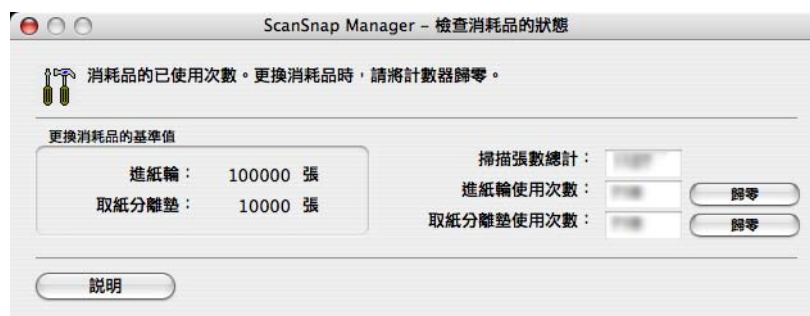 ScanSnap Manager – 檢查消耗品的狀態
消耗品的已使用次數。更換消耗品時，請將計數器歸零。
更換消耗品的基準值
進紙輪： 100000 張
取紙分離墊： 10000 張
掃描張數總計：
進紙輪使用次數： 歸零
取紙分離墊使用次數： 歸零
説明